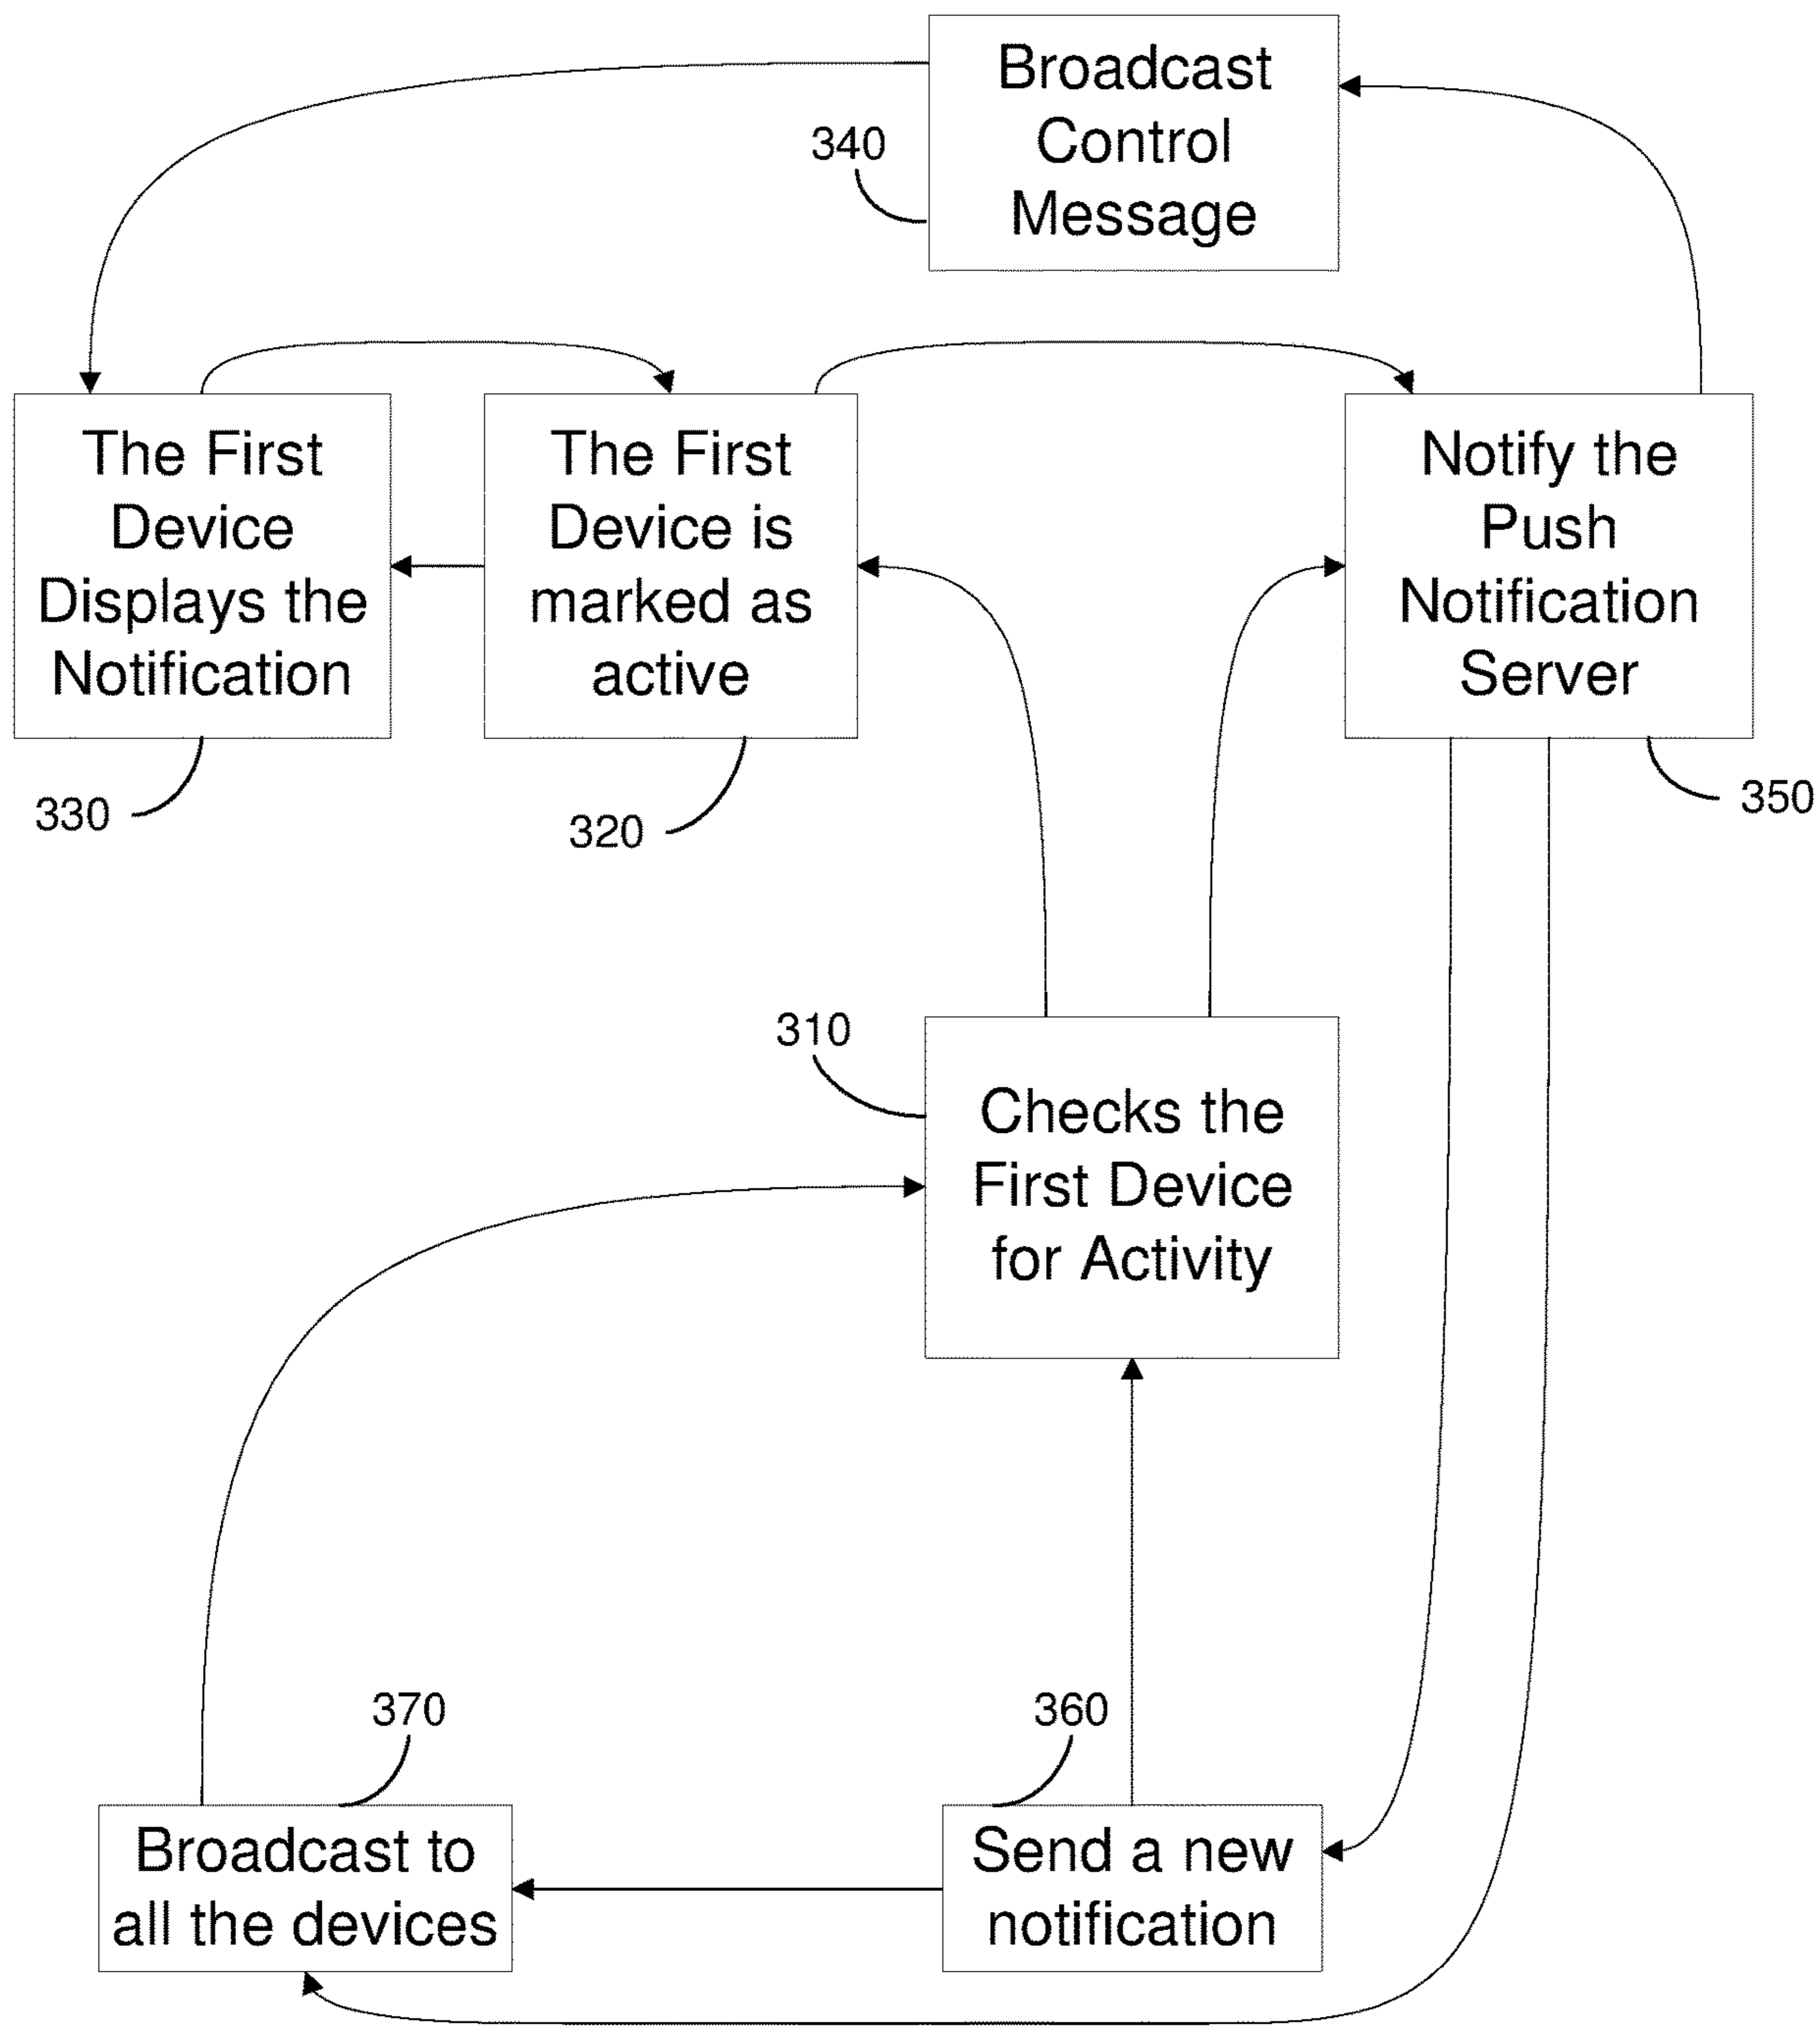 Broadcast
Control
Message
340
The First
Device
Displays the
Notification
330
The First
Device is
marked as
active
320
Notify the
Push
Notification
Server
350
310
Checks the
First Device
for Activity
370
Broadcast to
all the devices
360
Send a new
notification